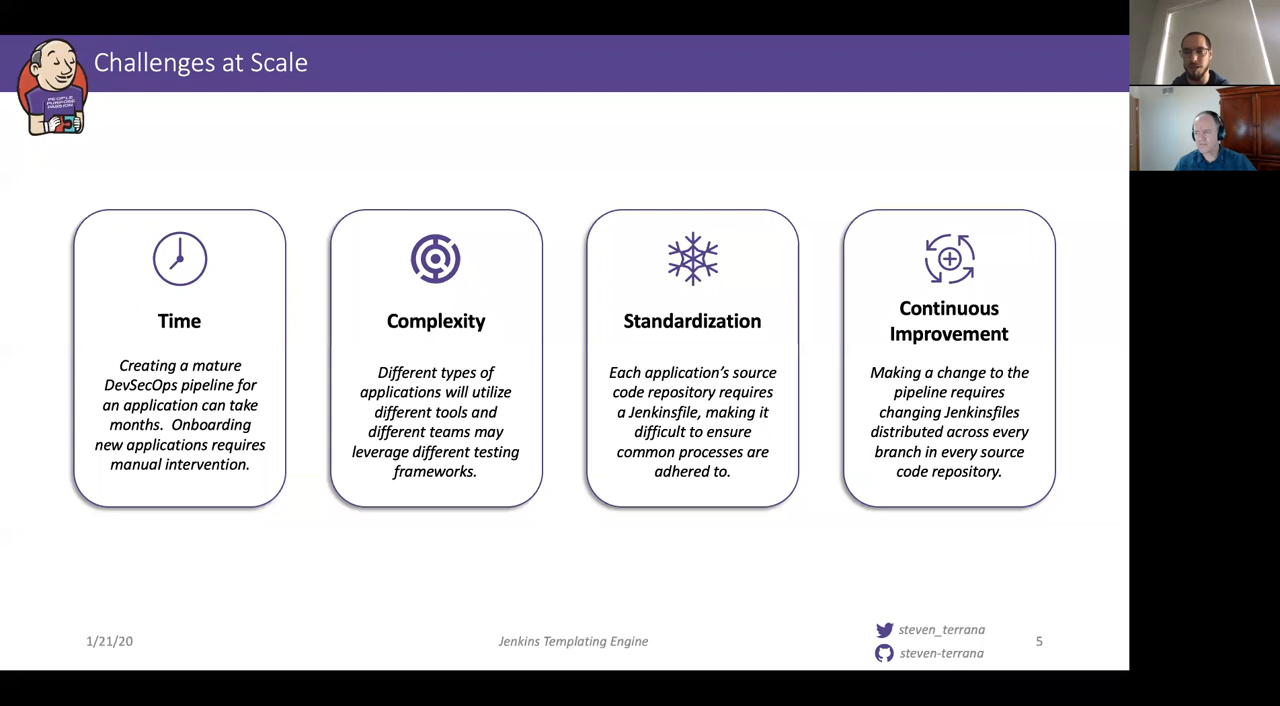 Challenges at Scale
PEOPLE
PURPOSE
PASSION
Time
Creating a mature
DevSecOps pipeline for
an application can take
months.  Onboarding
new applications requires
manual intervention.
Complexity
Different types of
applications will utilize
different tools and
different teams may
leverage different testing
frameworks.
Standardization
Each application’s source
code repository requires
a Jenkinsfile, making it
difficult to ensure
common processes are
adhered to.
Continuous
Improvement
Making a change to the
pipeline requires
changing Jenkinsfiles
distributed across every
branch in every source
code repository.
1/21/20
Jenkins Templating Engine
steven_terrana
steven-terrana
5